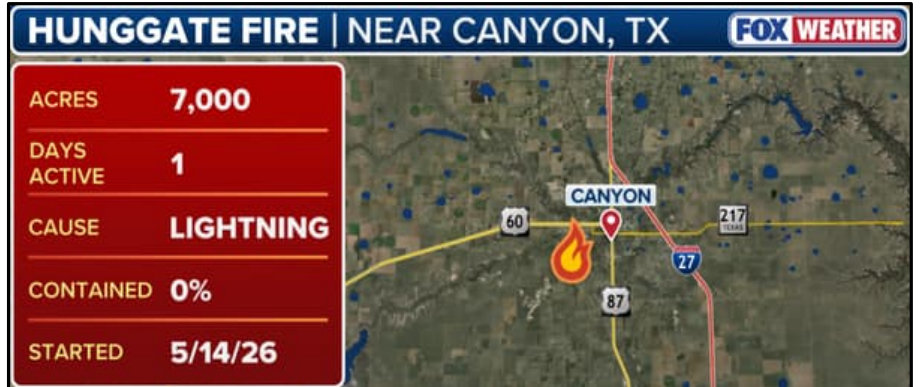 HUNGGATE FIRE | NEAR CANYON, TX
FOX WEATHER
ACRES 7,000
DAYS ACTIVE 1
CAUSE LIGHTNING
CONTAINED 0%
STARTED 5/14/26
CANYON
60
217
TEXAS
27
87